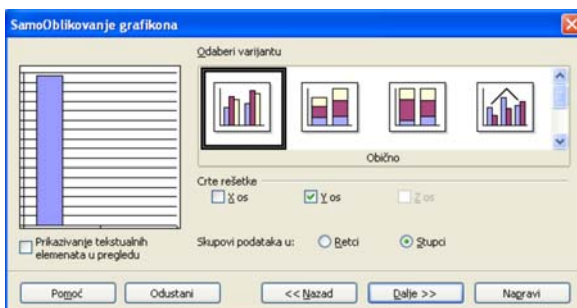 SamoOblikovanje grafikona
Odaberi varijantu
Obično
Crte rešetke
X os
Y os
Z os
Prikazivanje tekstualnih
elemenata u pregledu
Skupovi podataka u:
Retci
Stupci
Pomoć
Odustani
<< Nazad
Dalje >>
Napravi